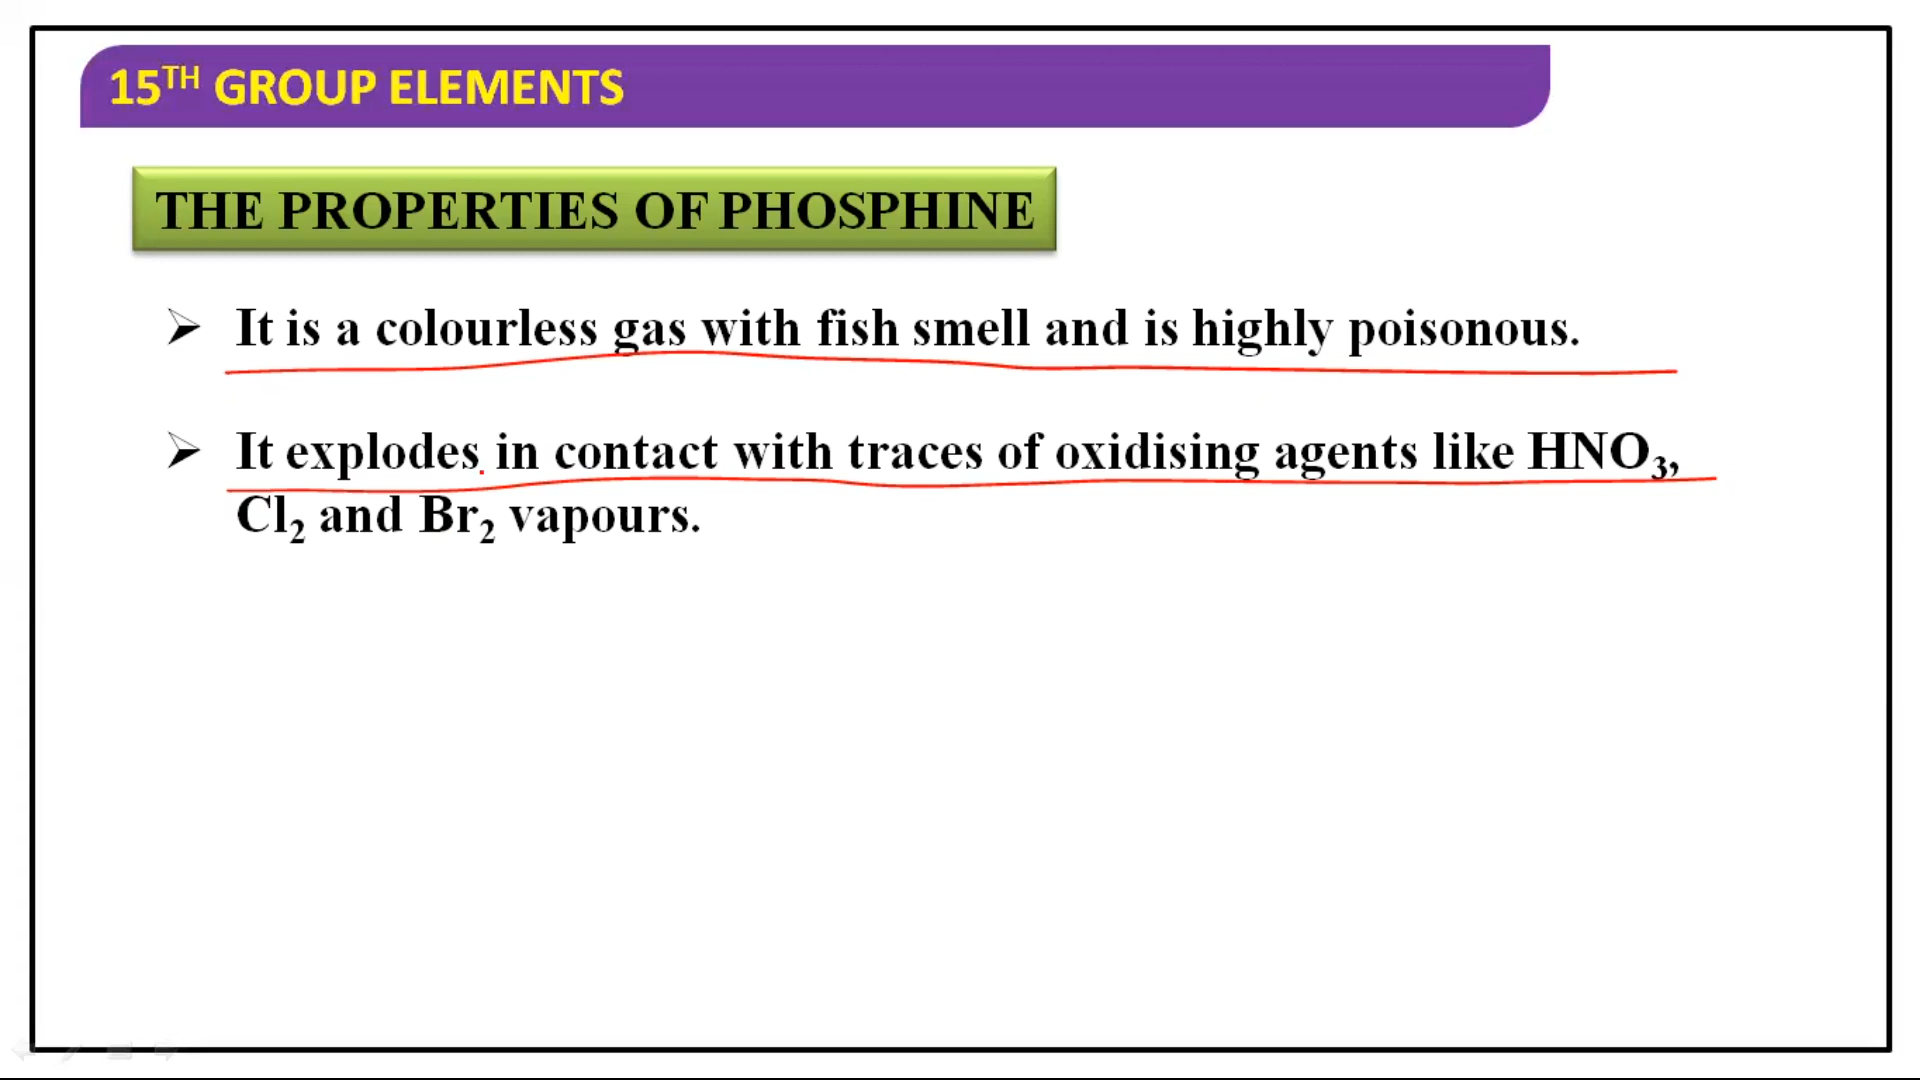 15TH GROUP ELEMENTS
THE PROPERTIES OF PHOSPHINE
➢ It is a colourless gas with fish smell and is highly poisonous.
➢ It explodes in contact with traces of oxidising agents like HNO₃,
Cl₂ and Br₂ vapours.